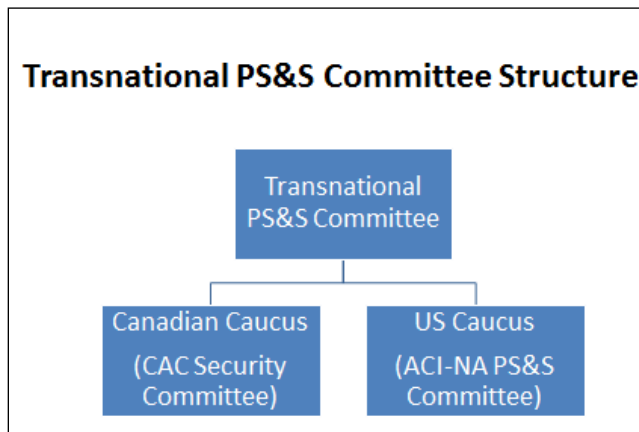 Transnational PS&S Committee Structure
Transnational
PS&S Committee
Canadian Caucus
(CAC Security
Committee)
US Caucus
(ACI-NA PS&S
Committee)